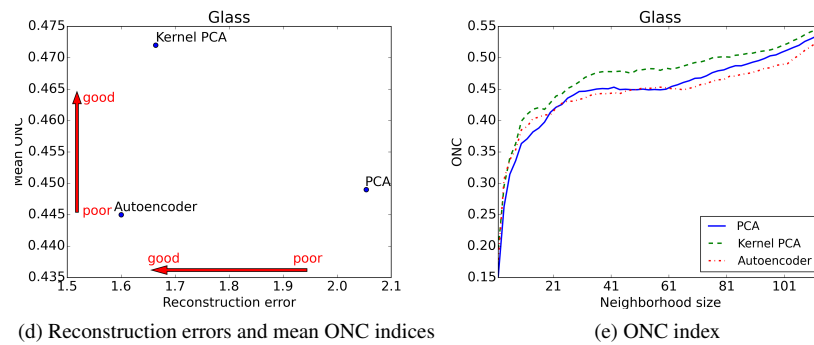 Glass
0.475
0.470
0.465
0.460
0.455
0.450
0.445
0.440
0.435
Mean ONC
Kernel PCA
good
PCA
poor
Autoencoder
good
poor
1.5
1.6
1.7
1.8
1.9
2.0
2.1
Reconstruction error
(d) Reconstruction errors and mean ONC indices
Glass
0.55
0.50
0.45
0.40
0.35
0.30
0.25
0.20
0.15
ONC
PCA
Kernel PCA
Autoencoder
21
41
61
81
101
Neighborhood size
(e) ONC index